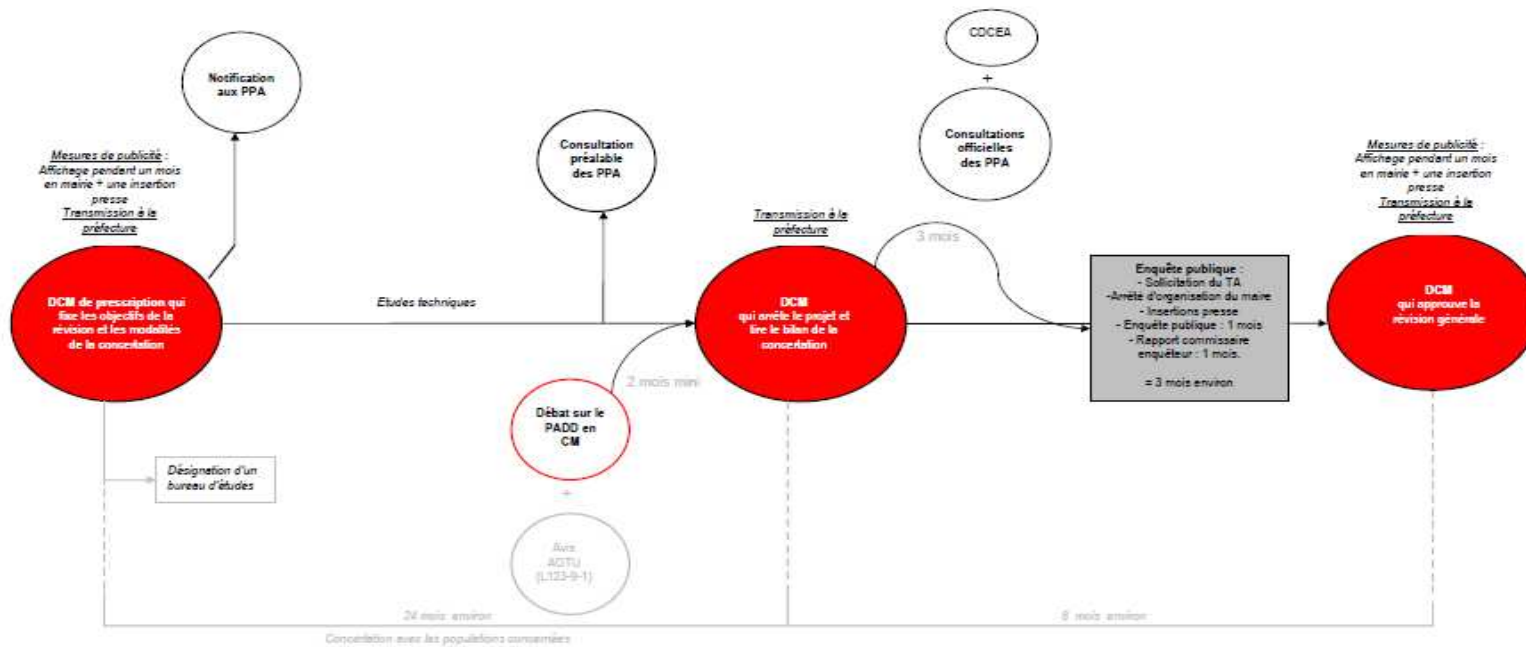 CDCEA
+
Notification
aux PPA
Consultations
officielles
des PPA
Consultation
préalable
des PPA
Mesures de publicité :
Affichage pendant un mois
en mairie + une insertion
presse
Transmission à la
préfecture
Mesures de publicité :
Affichage pendant un mois
en mairie + une insertion
presse
Transmission à la
préfecture
Transmission à la
préfecture
3 mois
DCM de prescription qui
fixe les objectifs de la
révision et les modalités
de la concertation
Etudes techniques
DCM
qui arrête le projet et
tire le bilan de la
concertation
Enquête publique :
- Sollicitation du TA
-Arrêté d'organisation du maire
- Insertions presse
- Enquête publique : 1 mois
- Rapport commissaire
enquêteur : 1 mois.
= 3 mois environ
DCM
qui approuve la
révision générale
2 mois mini
Débat sur le
PADD en
CM
+
Désignation d'un
bureau d'études
Avis
(L123-9-1)
24 mois environ
mois environ
Concertation avec les populations concernées